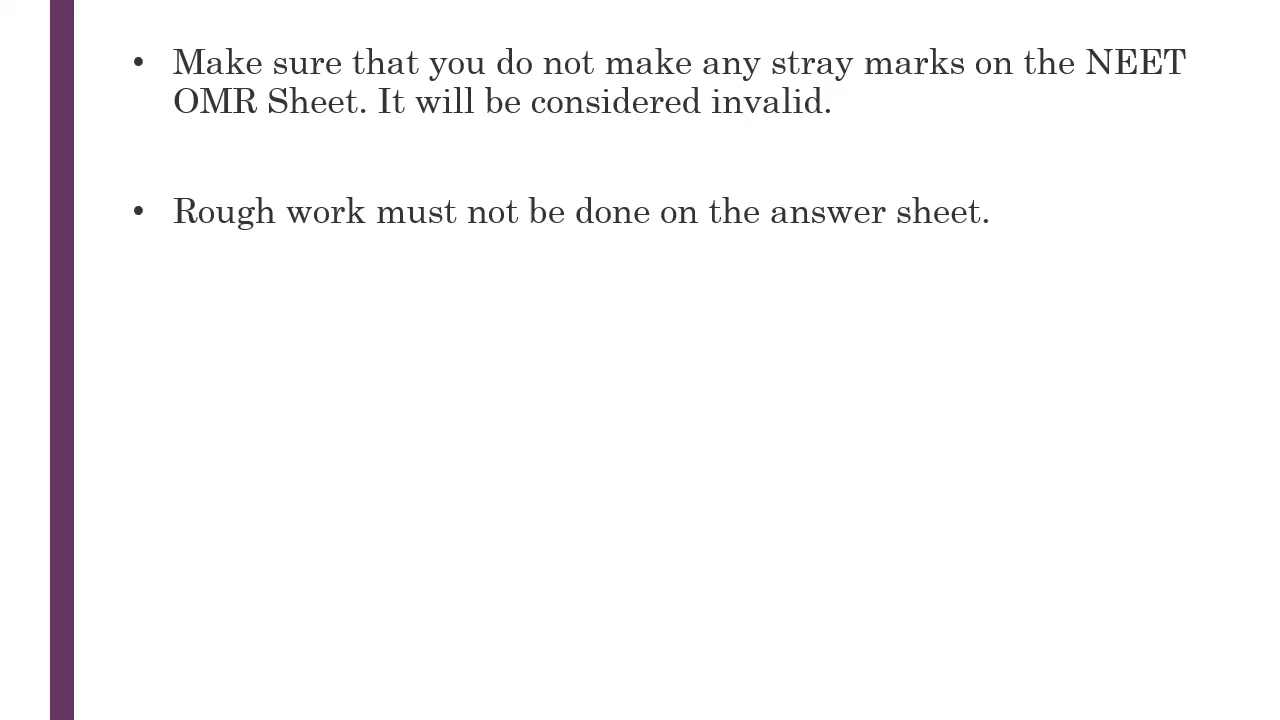 • Make sure that you do not make any stray marks on the NEET
OMR Sheet. It will be considered invalid.
• Rough work must not be done on the answer sheet.